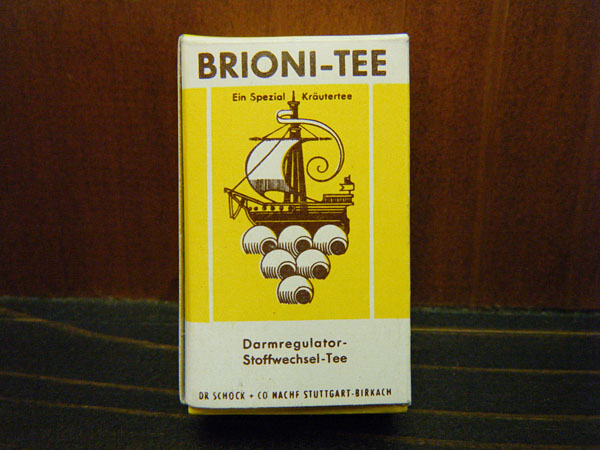 BRIONI-TEE
Ein Spezial Kräutertee
Darmregulator-
Stoffwechsel-Tee
DR SCHOCK + CO NACHF STUTTGART-BIRKACH